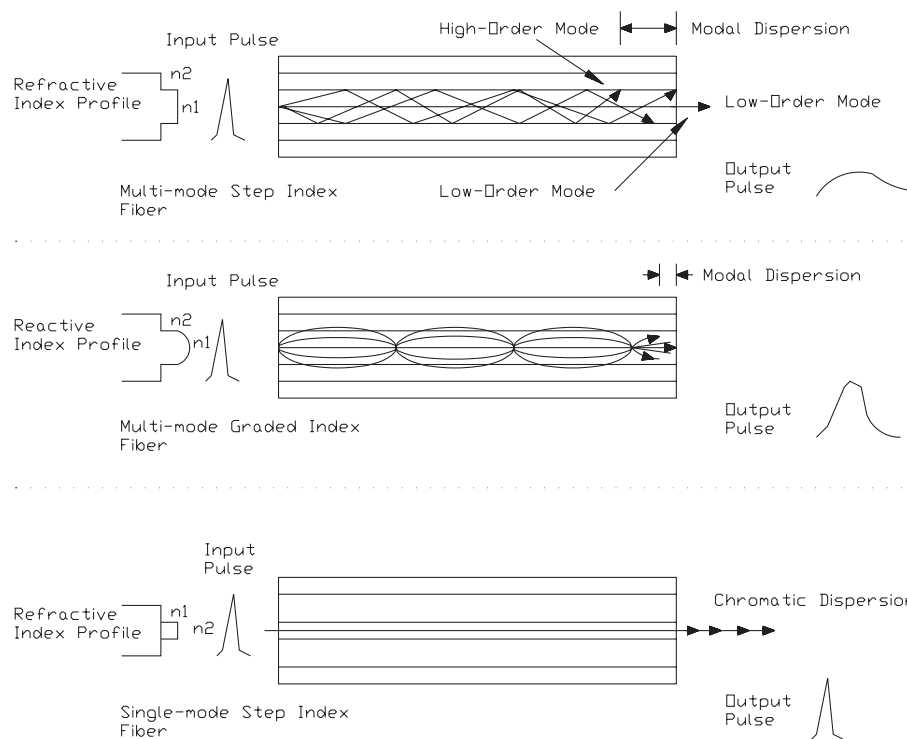 High-Order Mode
Modal Dispersion
Input Pulse
n2
Refractive
Index Profile
n1
Low-Order Mode
Multi-mode Step Index
Fiber
Low-Order Mode
Output
Pulse
Input Pulse
Modal Dispersion
n2
Reactive
Index Profile
n1
Multi-mode Graded Index
Fiber
Output
Pulse
Input
Pulse
n1
Refractive
Index Profile
n2
Chromatic Dispersion
Single-mode Step Index
Fiber
Output
Pulse